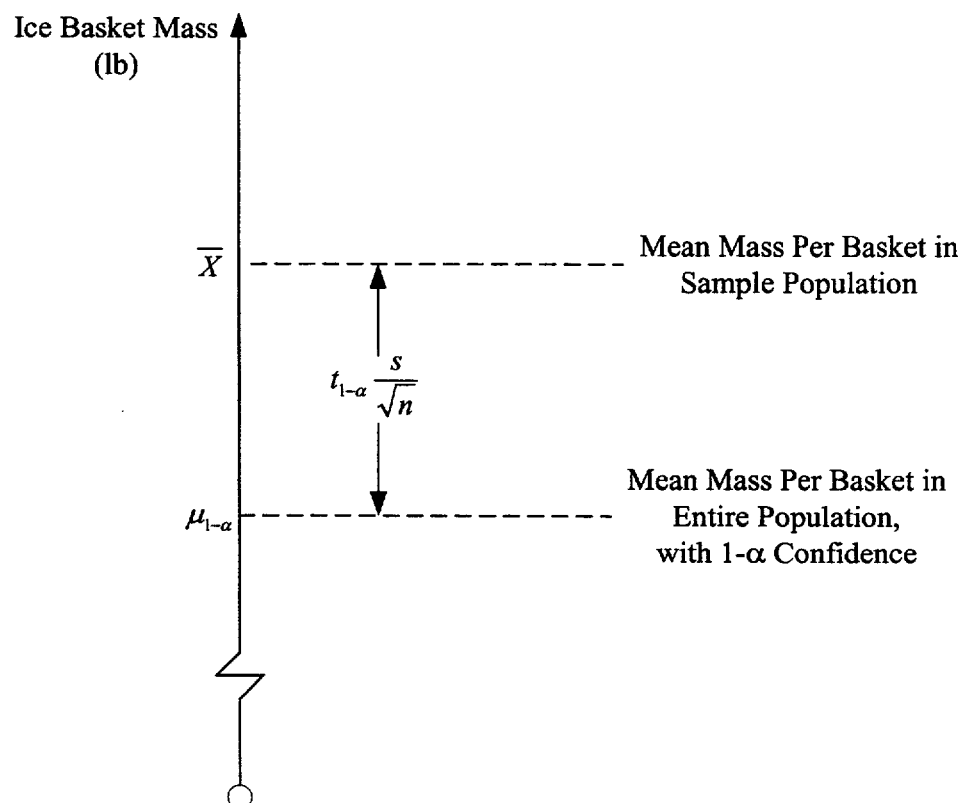 Ice Basket Mass
(lb)
X̄
Mean Mass Per Basket in
Sample Population
t₁₋α s/√n
Mean Mass Per Basket in
Entire Population,
with 1-α Confidence
μ₁₋α